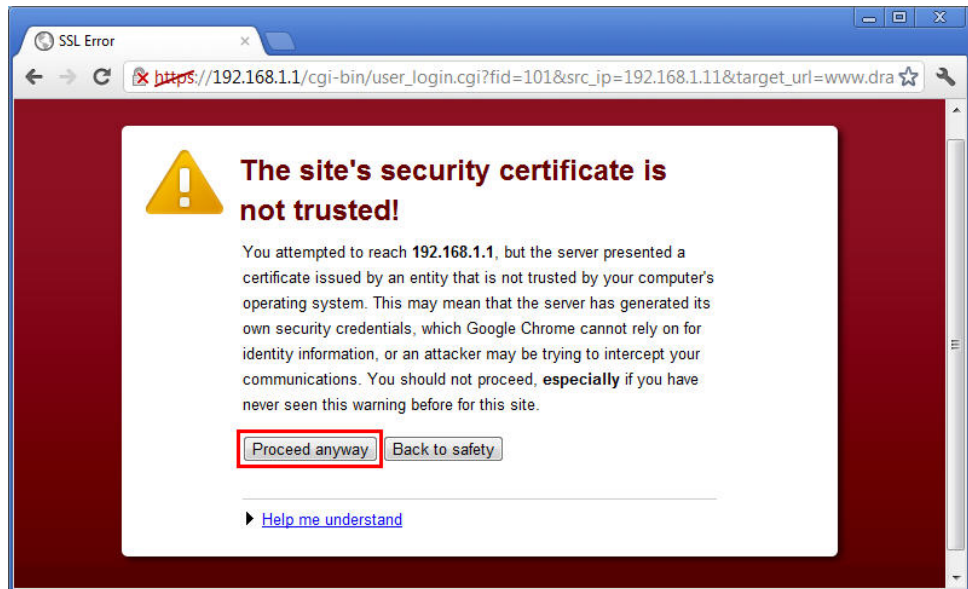 SSL Error
https://192.168.1.1/cgi-bin/user_login.cgi?fid=101&src_ip=192.168.1.11&target_url=www.dra
The site's security certificate is
not trusted!
You attempted to reach 192.168.1.1, but the server presented a
certificate issued by an entity that is not trusted by your computer's
operating system. This may mean that the server has generated its
own security credentials, which Google Chrome cannot rely on for
identity information, or an attacker may be trying to intercept your
communications. You should not proceed, especially if you have
never seen this warning before for this site.
Proceed anyway Back to safety
Help me understand